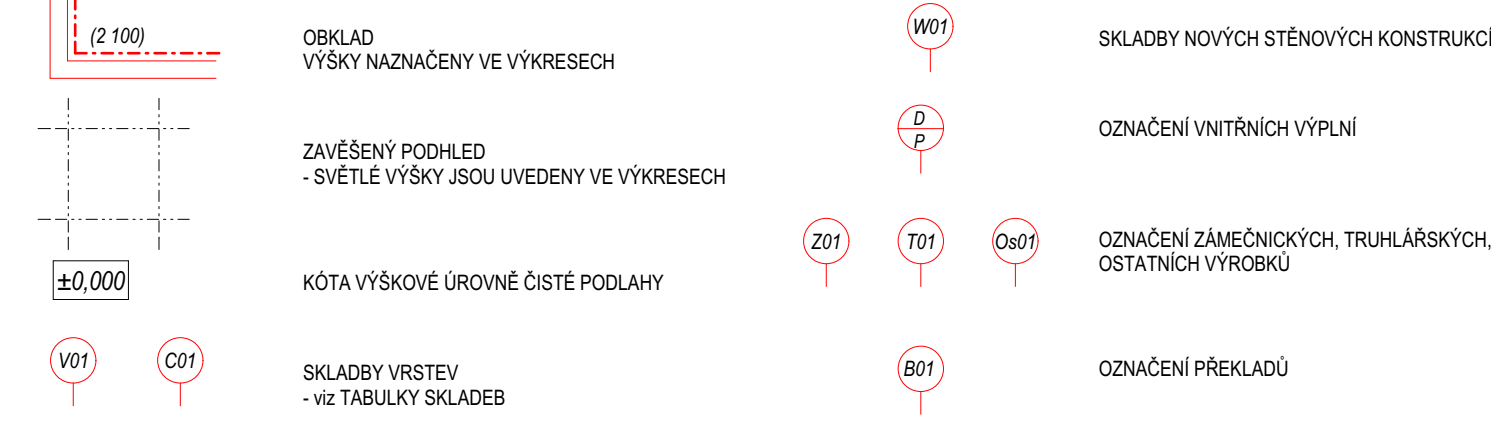 (2 100)
OBKLAD
VÝŠKY NAZNAČENY VE VÝKRESECH
ZAVĚŠENÝ PODHLED
- SVĚTLÉ VÝŠKY JSOU UVEDENY VE VÝKRESECH
±0,000
KÓTA VÝŠKOVÉ ÚROVNĚ ČISTÉ PODLAHY
V01
C01
SKLADBY VRSTEV
- viz TABULKY SKLADEB
W01
SKLADBY NOVÝCH STĚNOVÝCH KONSTRUKCÍ
D
P
OZNAČENÍ VNITŘNÍCH VÝPLNÍ
Z01
T01
Os01
OZNAČENÍ ZÁMEČNICKÝCH, TRUHLÁŘSKÝCH,
OSTATNÍCH VÝROBKŮ
B01
OZNAČENÍ PŘEKLADŮ